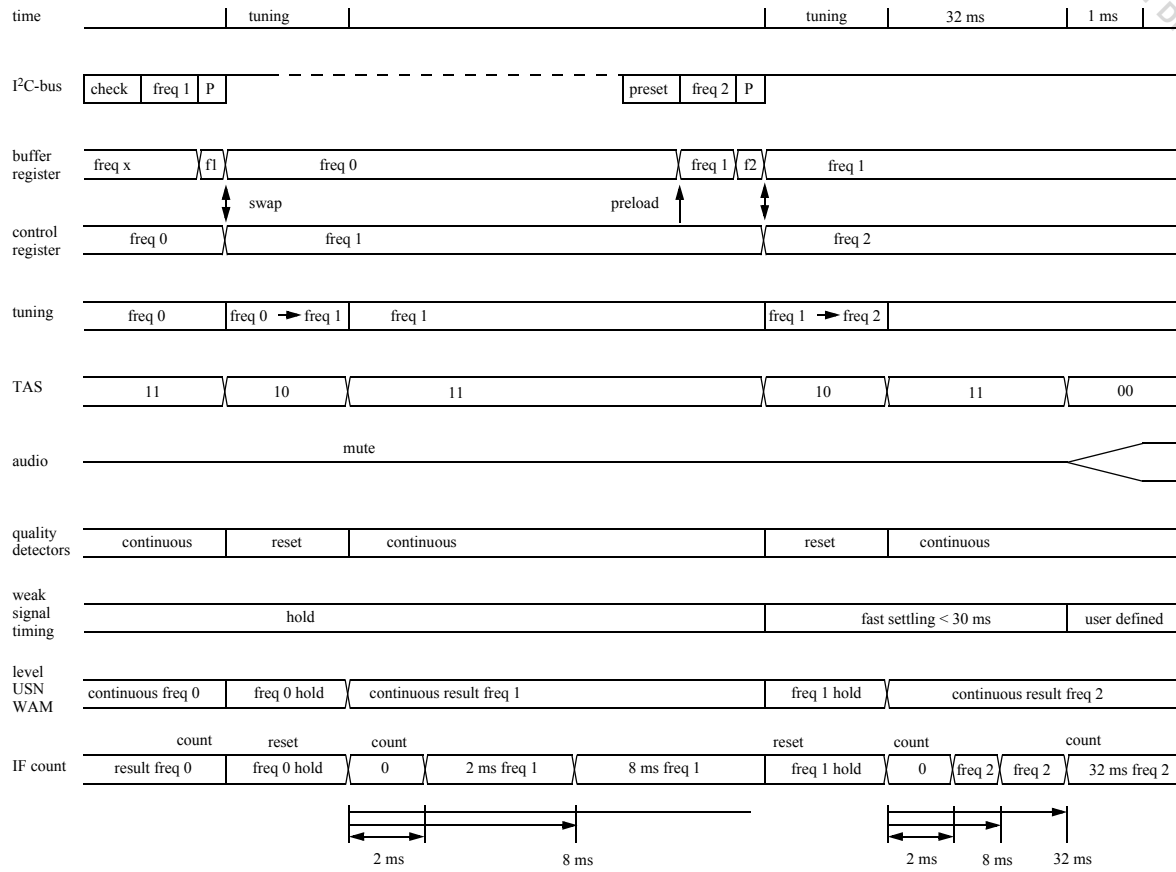 time tuning tuning 32 ms 1 ms
I²C-bus check freq 1 P preset freq 2 P
buffer
register
freq x f1 freq 0 freq 1 f2 freq 1
swap preload
control
register
freq 0 freq 1 freq 2
tuning freq 0 freq 1 freq 1 freq 1 freq 2
TAS 11 10 11 10 11 00
mute
audio
quality
detectors
continuous reset continuous reset continuous
weak
signal
timing
hold fast settling < 30 ms user defined
level
USN
WAM
continuous freq 0 freq 0 hold continuous result freq 1 freq 1 hold continuous result freq 2
count reset count reset count count
IF count result freq 0 freq 0 hold 0 2 ms freq 1 8 ms freq 1 freq 1 hold 0 freq 2 freq 2 32 ms freq 2
2 ms 8 ms 2 ms 8 ms 32 ms